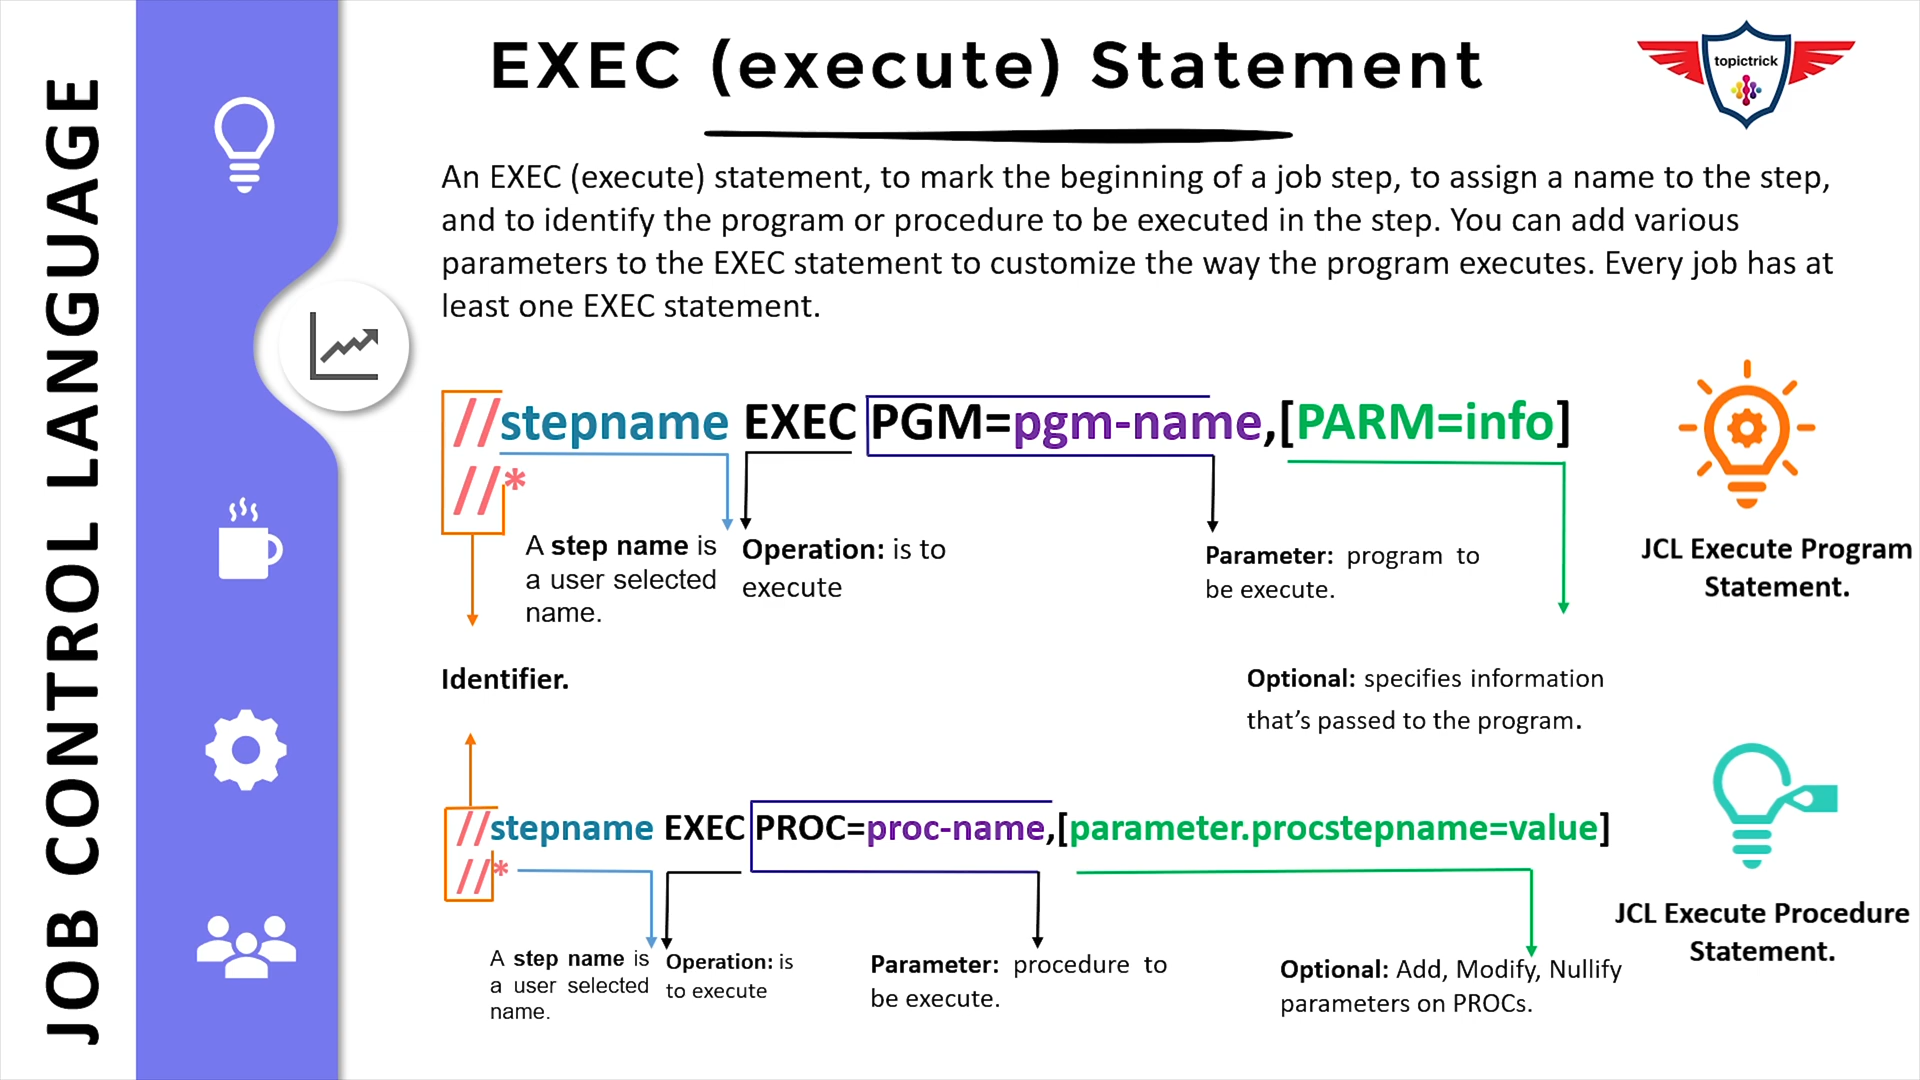 JOB CONTROL LANGUAGE
EXEC (execute) Statement
topictrick
An EXEC (execute) statement, to mark the beginning of a job step, to assign a name to the step,
and to identify the program or procedure to be executed in the step. You can add various
parameters to the EXEC statement to customize the way the program executes. Every job has at
least one EXEC statement.
//stepname EXEC PGM=pgm-name,[PARM=info]
//*
A step name is
a user selected
name.
Operation: is to
execute
Parameter: program to
be execute.
JCL Execute Program
Statement.
Identifier.
Optional: specifies information
that’s passed to the program.
//stepname EXEC PROC=proc-name,[parameter.procstepname=value]
//*
A step name is
a user selected
name.
Operation: is
to execute
Parameter: procedure to
be execute.
Optional: Add, Modify, Nullify
parameters on PROCs.
JCL Execute Procedure
Statement.